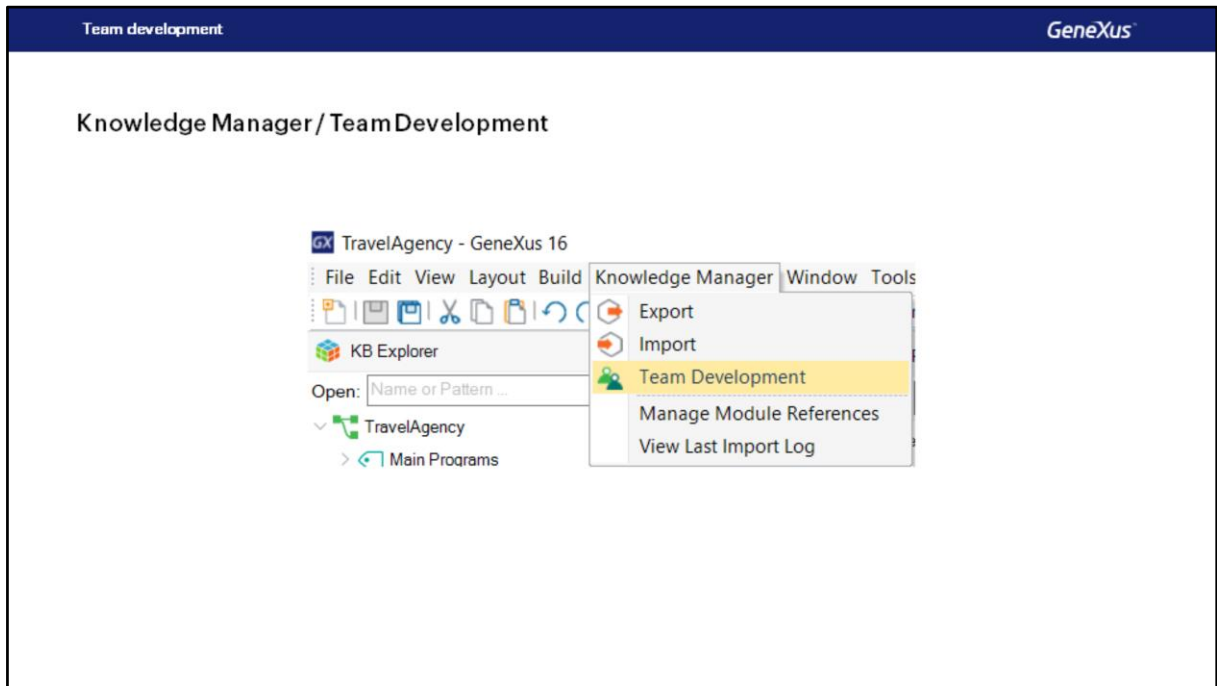 Team development
GeneXus
Knowledge Manager / Team Development
GX TravelAgency - GeneXus 16
File Edit View Layout Build Knowledge Manager Window Tools
Export
Import
Team Development
Manage Module References
View Last Import Log
KB Explorer
Open: Name or Pattern ...
TravelAgency
Main Programs